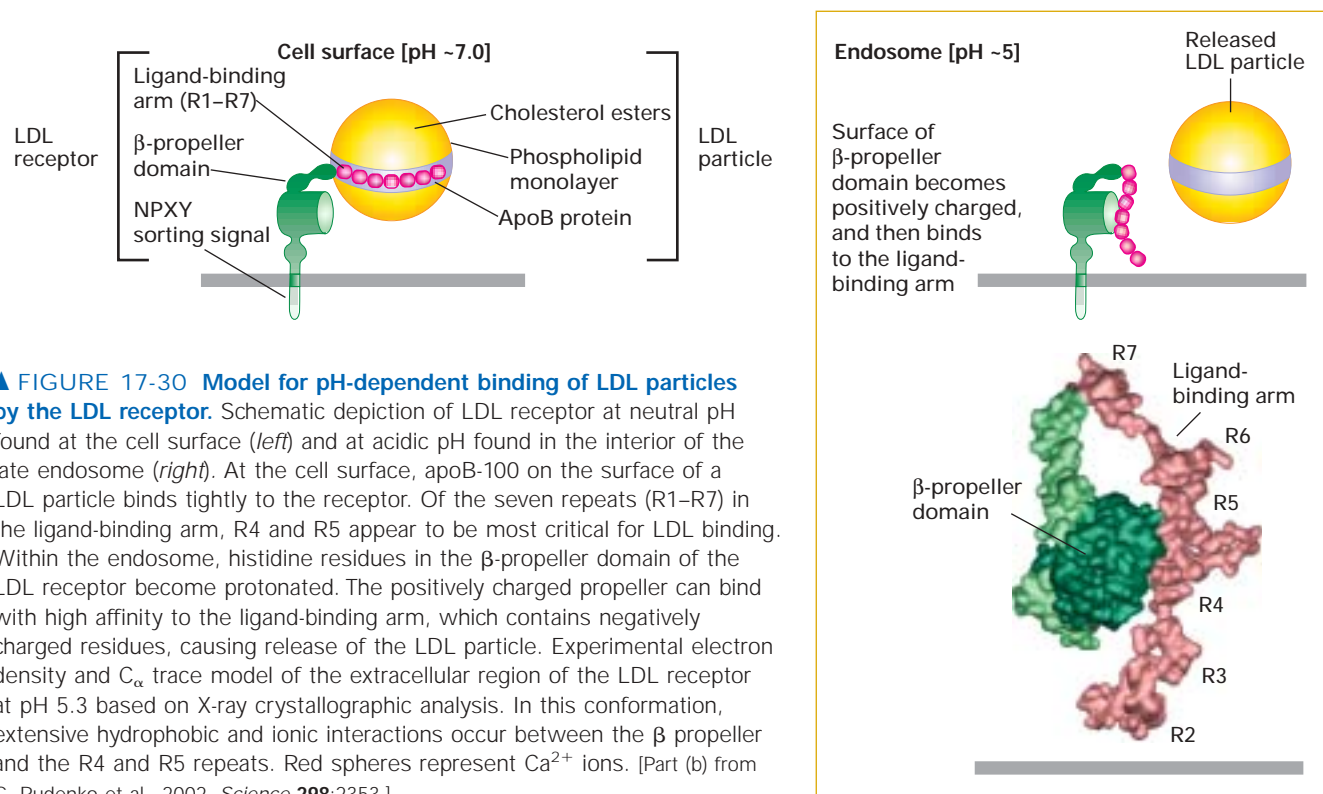 Cell surface [pH ~7.0]
Ligand-binding
arm (R1–R7)
β-propeller
domain
NPXY
sorting signal
LDL
receptor
Cholesterol esters
Phospholipid
monolayer
ApoB protein
LDL
particle
▲ FIGURE 17-30 Model for pH-dependent binding of LDL particles
by the LDL receptor. Schematic depiction of LDL receptor at neutral pH
found at the cell surface (left) and at acidic pH found in the interior of the
late endosome (right). At the cell surface, apoB-100 on the surface of a
LDL particle binds tightly to the receptor. Of the seven repeats (R1–R7) in
the ligand-binding arm, R4 and R5 appear to be most critical for LDL binding.
Within the endosome, histidine residues in the β-propeller domain of the
LDL receptor become protonated. The positively charged propeller can bind
with high affinity to the ligand-binding arm, which contains negatively
charged residues, causing release of the LDL particle. Experimental electron
density and Cα trace model of the extracellular region of the LDL receptor
at pH 5.3 based on X-ray crystallographic analysis. In this conformation,
extensive hydrophobic and ionic interactions occur between the β propeller
and the R4 and R5 repeats. Red spheres represent Ca²⁺ ions. [Part (b) from
Rudenko et al., 2002, Science 298:2353.]
Endosome [pH ~5]
Released
LDL particle
Surface of
β-propeller
domain becomes
positively charged,
and then binds
to the ligand-
binding arm
R7
Ligand-
binding arm
R6
R5
β-propeller
domain
R4
R3
R2